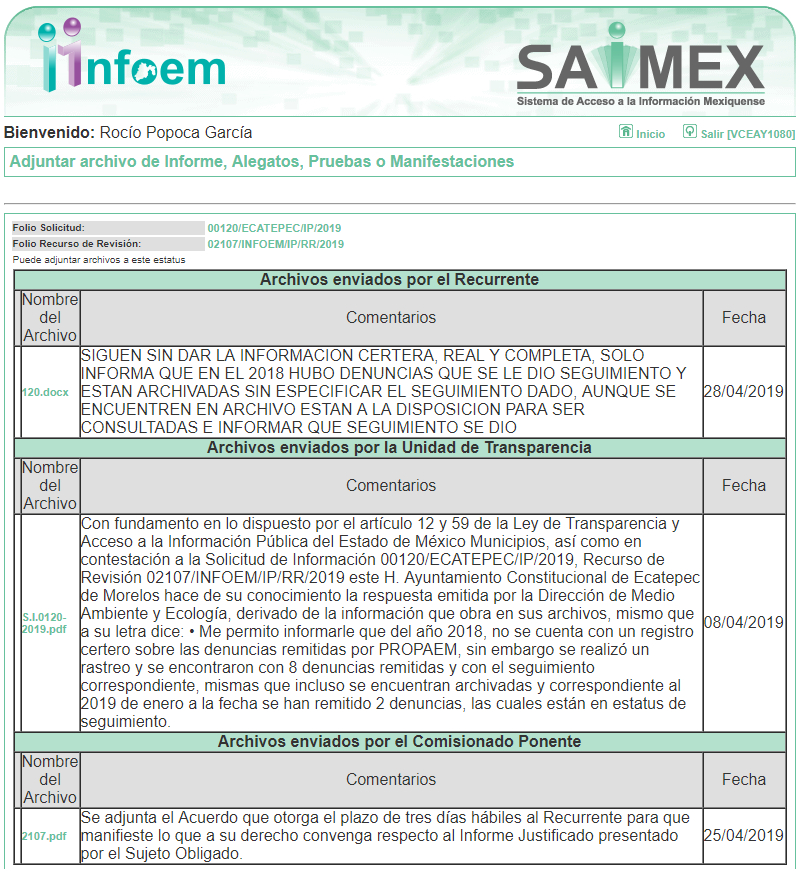 ınfoem
SAIMEX
Sistema de Acceso a la Información Mexiquense
Bienvenido: Rocío Popoca García
Inicio
Salir [VCEAY1080]
Adjuntar archivo de Informe, Alegatos, Pruebas o Manifestaciones
Folio Solicitud: 00120/ECATEPEC/IP/2019
Folio Recurso de Revisión: 02107/INFOEM/IP/RR/2019
Puede adjuntar archivos a este estatus
Archivos enviados por el Recurrente
Nombre
del
Archivo
Comentarios
Fecha
120.docx
SIGUEN SIN DAR LA INFORMACION CERTERA, REAL Y COMPLETA, SOLO
INFORMA QUE EN EL 2018 HUBO DENUNCIAS QUE SE LE DIO SEGUIMIENTO Y
ESTAN ARCHIVADAS SIN ESPECIFICAR EL SEGUIMIENTO DADO, AUNQUE SE
ENCUENTREN EN ARCHIVO ESTAN A LA DISPOSICION PARA SER
CONSULTADAS E INFORMAR QUE SEGUIMIENTO SE DIO
28/04/2019
Archivos enviados por la Unidad de Transparencia
Nombre
del
Archivo
Comentarios
Fecha
S.I.0120-
2019.pdf
Con fundamento en lo dispuesto por el artículo 12 y 59 de la Ley de Transparencia y
Acceso a la Información Pública del Estado de México Municipios, así como en
contestación a la Solicitud de Información 00120/ECATEPEC/IP/2019, Recurso de
Revisión 02107/INFOEM/IP/RR/2019 este H. Ayuntamiento Constitucional de Ecatepec
de Morelos hace de su conocimiento la respuesta emitida por la Dirección de Medio
Ambiente y Ecología, derivado de la información que obra en sus archivos, mismo que
a su letra dice: • Me permito informarle que del año 2018, no se cuenta con un registro
certero sobre las denuncias remitidas por PROPAEM, sin embargo se realizó un
rastreo y se encontraron con 8 denuncias remitidas y con el seguimiento
correspondiente, mismas que incluso se encuentran archivadas y correspondiente al
2019 de enero a la fecha se han remitido 2 denuncias, las cuales están en estatus de
seguimiento.
08/04/2019
Archivos enviados por el Comisionado Ponente
Nombre
del
Archivo
Comentarios
Fecha
2107.pdf
Se adjunta el Acuerdo que otorga el plazo de tres días hábiles al Recurrente para que
manifieste lo que a su derecho convenga respecto al Informe Justificado presentado
por el Sujeto Obligado.
25/04/2019